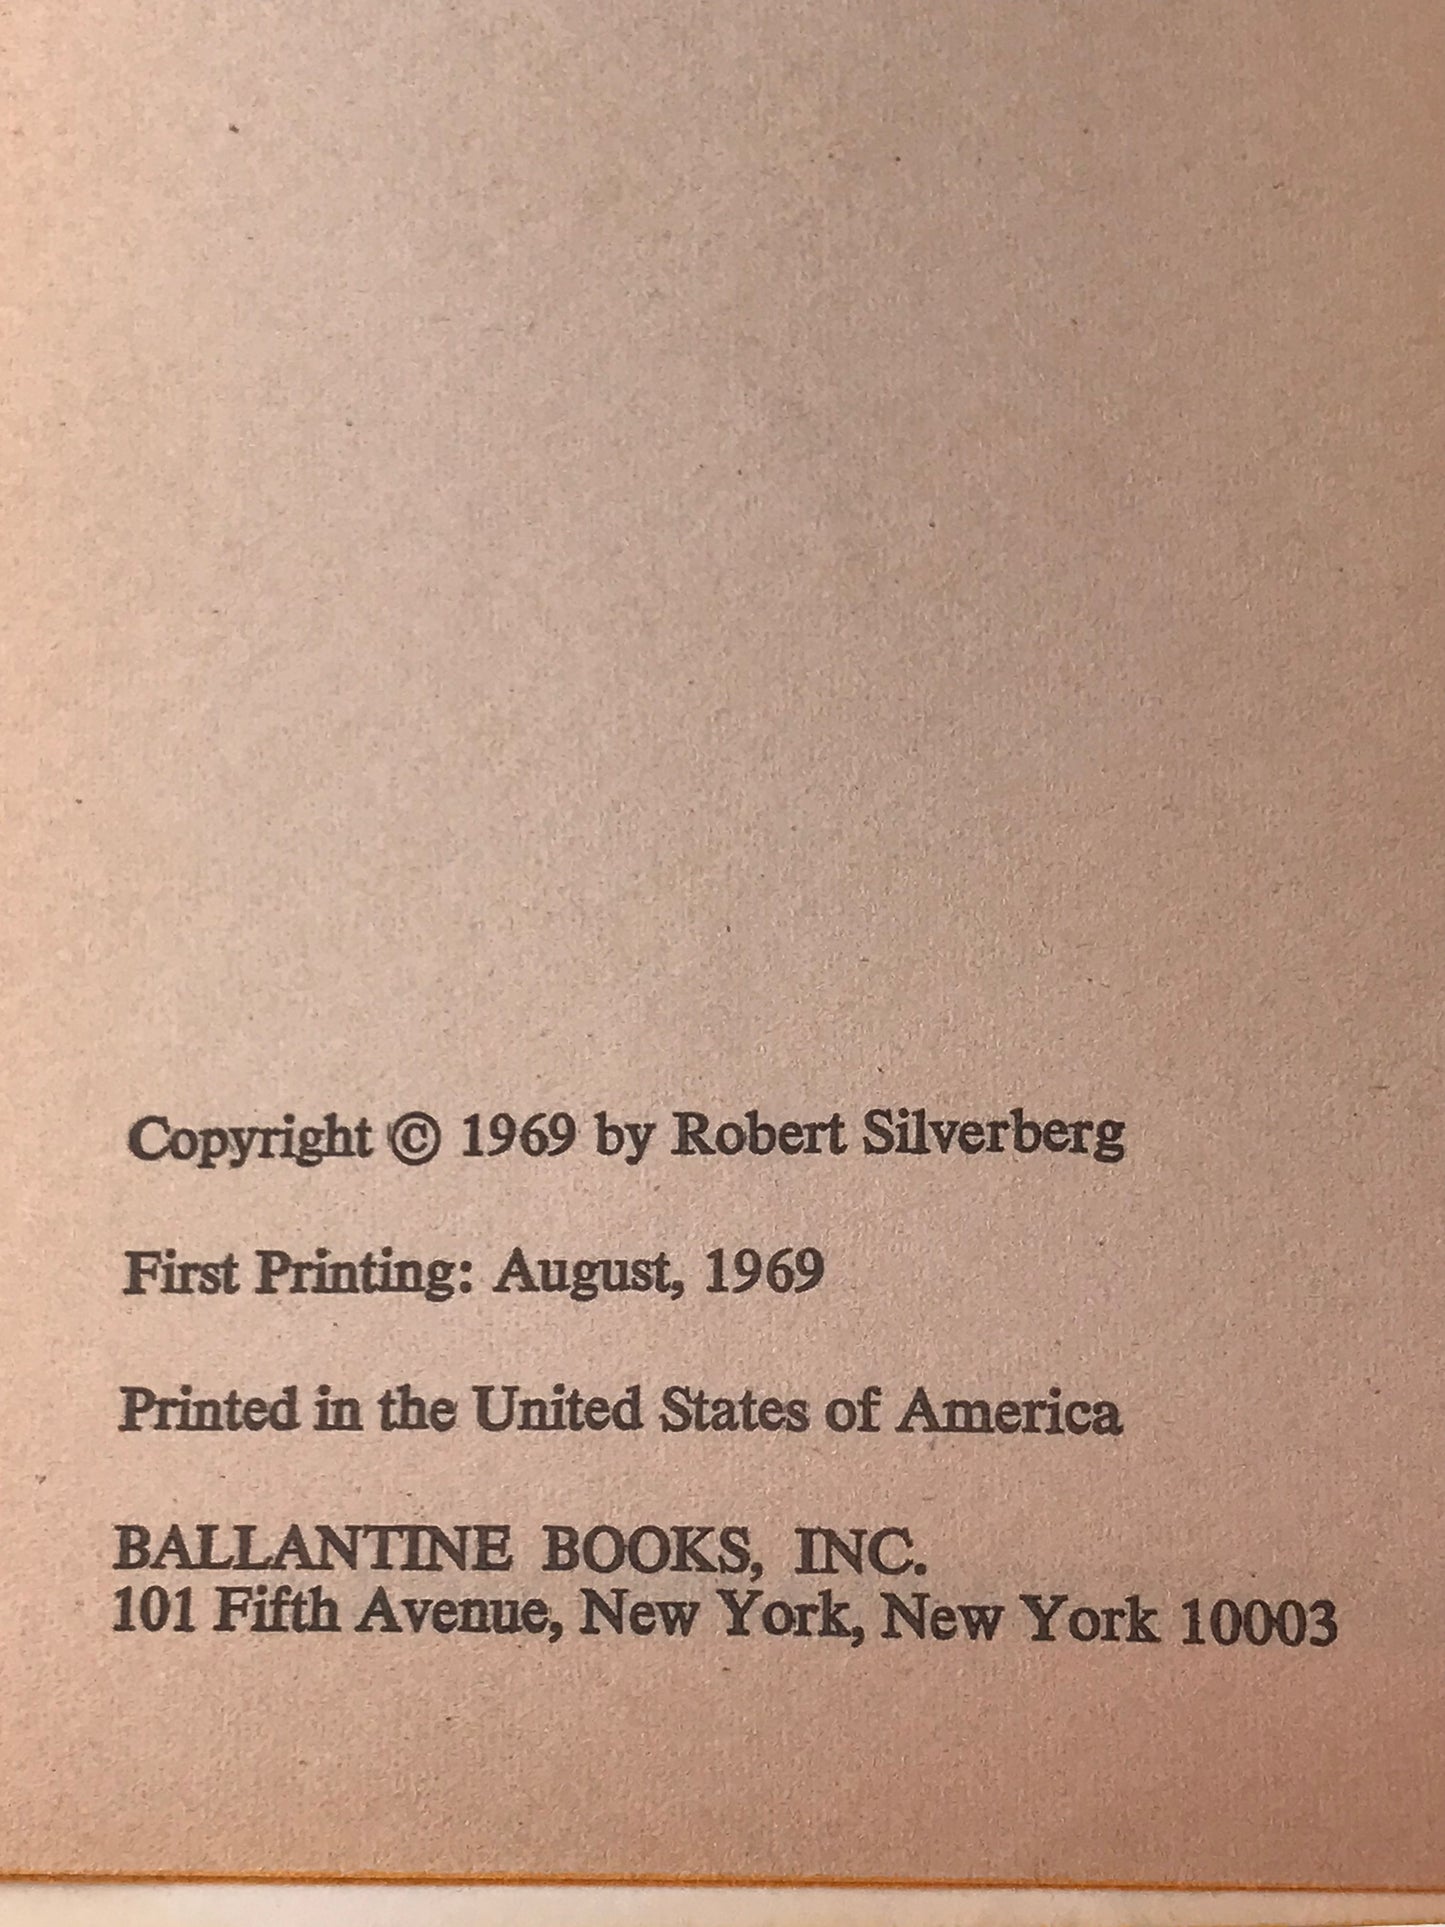 Copyright © 1969 by Robert Silverberg
First Printing: August, 1969
Printed in the United States of America
BALLANTINE BOOKS, INC.
101 Fifth Avenue, New York, New York 10003